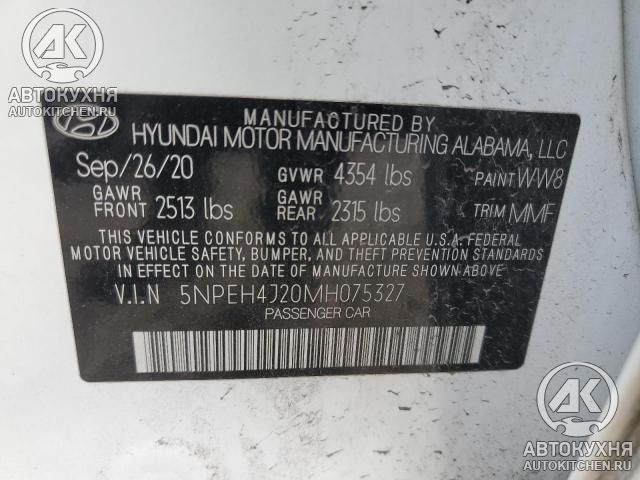 AK
АВТОКУХНЯ
AUTOKITCHEN.RU
MANUFACTURED BY
HYUNDAI MOTOR MANUFACTURING ALABAMA, LLC
Sep/26/20 GVWR 4354 lbs PAINT WW8
GAWR FRONT 2513 lbs GAWR REAR 2315 lbs TRIM MMF
THIS VEHICLE CONFORMS TO ALL APPLICABLE U.S. FEDERAL
MOTOR VEHICLE SAFETY, BUMPER, AND THEFT PREVENTION STANDARDS
IN EFFECT ON THE DATE OF MANUFACTURE SHOWN ABOVE
V.I.N 5NPEH4J20MH075327
PASSENGER CAR
AK
АВТОКУХНЯ
AUTOKITCHEN.RU